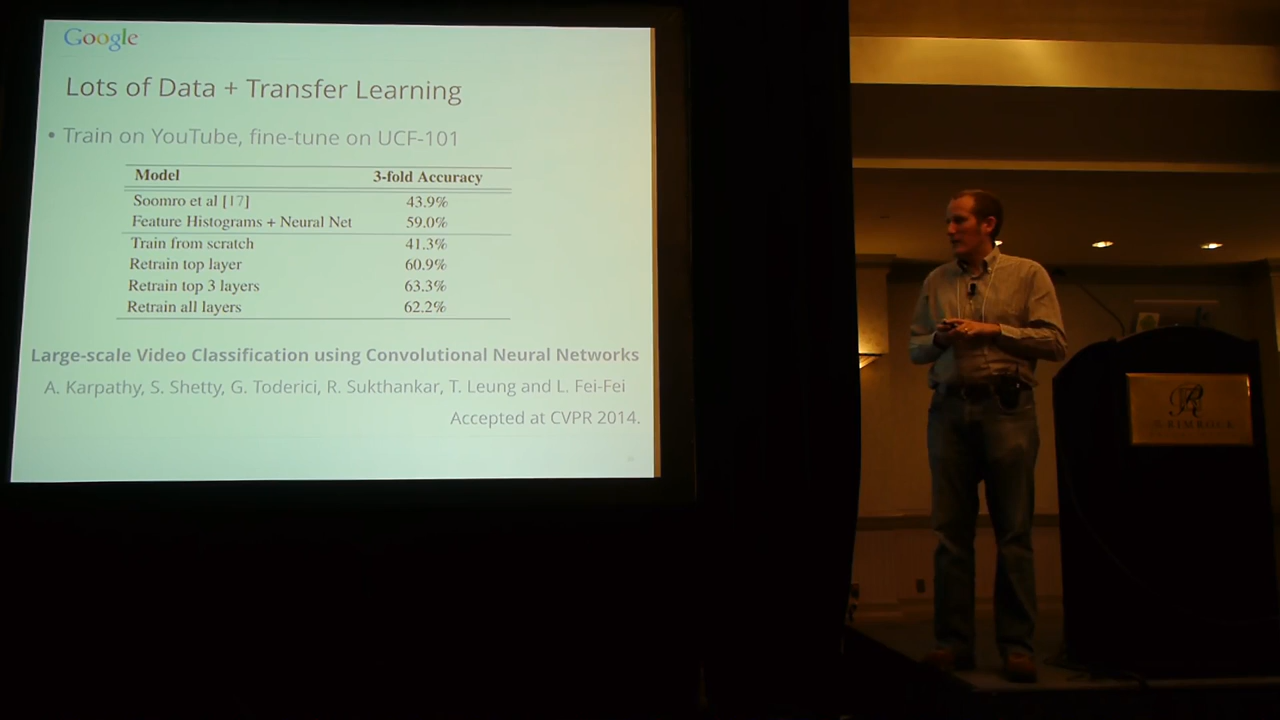 Google
Lots of Data + Transfer Learning
• Train on YouTube, fine-tune on UCF-101
Model 3-fold Accuracy
Soomro et al [17] 43.9%
Feature Histograms + Neural Net 59.0%
Train from scratch 41.3%
Retrain top layer 60.9%
Retrain top 3 layers 63.3%
Retrain all layers 62.2%
Large-scale Video Classification using Convolutional Neural Networks
A. Karpathy, S. Shetty, G. Toderici, R. Sukthankar, T. Leung and L. Fei-Fei
Accepted at CVPR 2014.
R